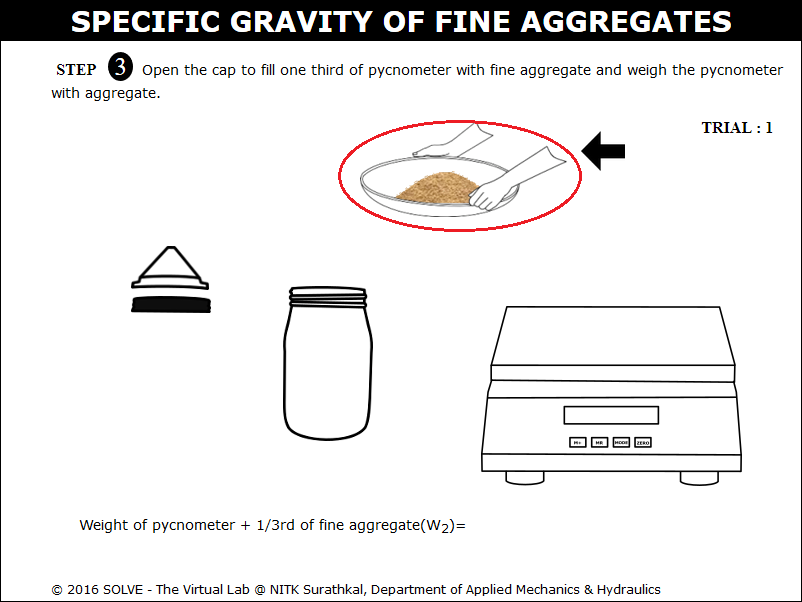 SPECIFIC GRAVITY OF FINE AGGREGATES
STEP 3 Open the cap to fill one third of pycnometer with fine aggregate and weigh the pycnometer
with aggregate.
TRIAL : 1
M+ MR MODE ZERO
Weight of pycnometer + 1/3rd of fine aggregate(W2)=
© 2016 SOLVE - The Virtual Lab @ NITK Surathkal, Department of Applied Mechanics & Hydraulics